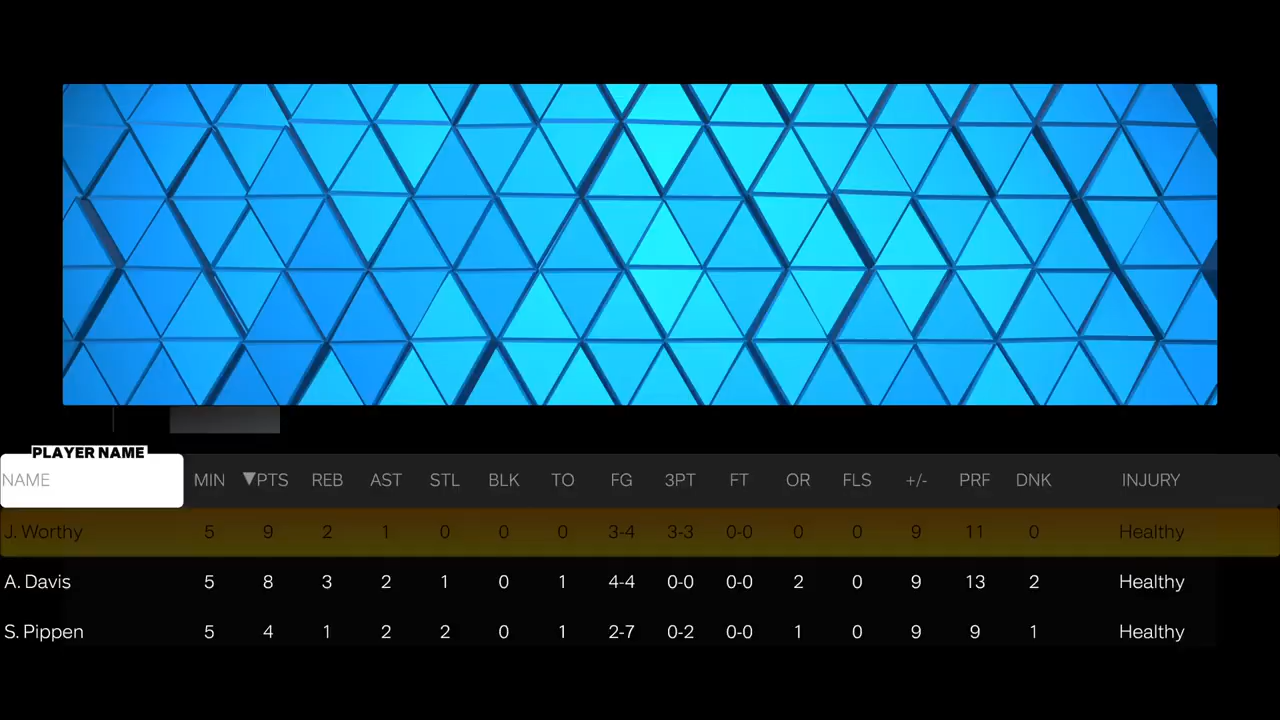 PLAYER NAME
NAME MIN ▼PTS REB AST STL BLK TO FG 3PT FT OR FLS +/- PRF DNK INJURY
J. Worthy 5 9 2 1 0 0 0 3-4 3-3 0-0 0 0 9 11 0 Healthy
A. Davis 5 8 3 2 1 0 1 4-4 0-0 0-0 2 0 9 13 2 Healthy
S. Pippen 5 4 1 2 2 0 1 2-7 0-2 0-0 1 0 9 9 1 Healthy